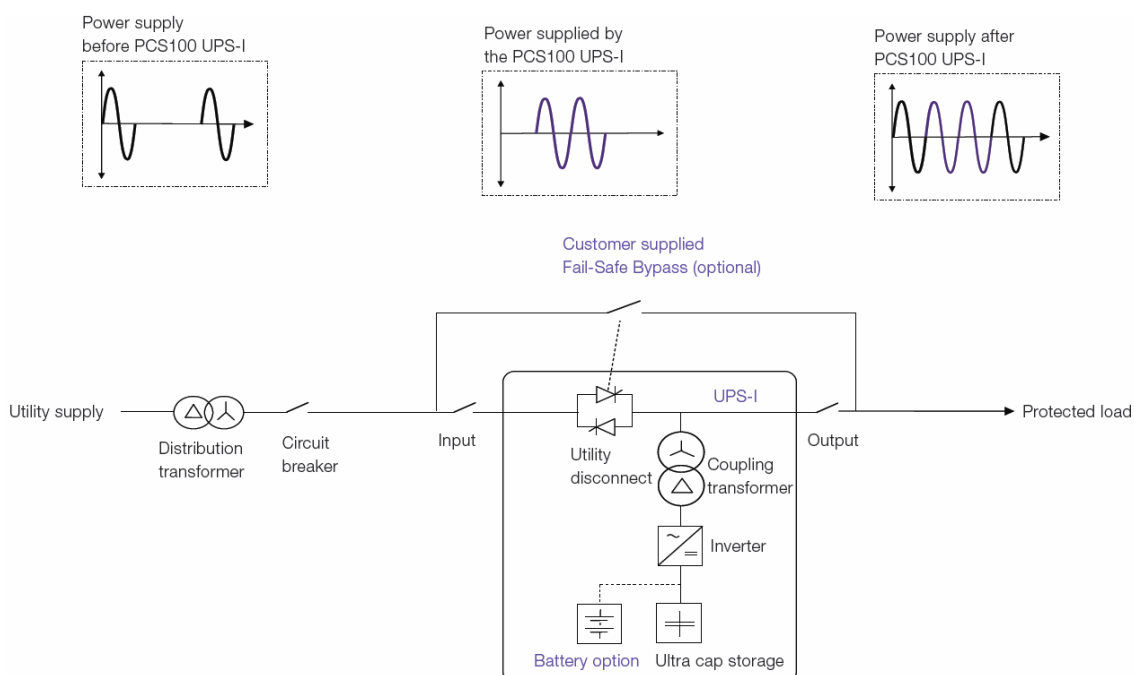 Power supply
before PCS100 UPS-I
Power supplied by
the PCS100 UPS-I
Power supply after
PCS100 UPS-I
Customer supplied
Fail-Safe Bypass (optional)
Utility supply
Distribution
transformer
Circuit
breaker
Input
UPS-I
Utility
disconnect
Coupling
transformer
Output
Protected load
Inverter
Battery option
Ultra cap storage